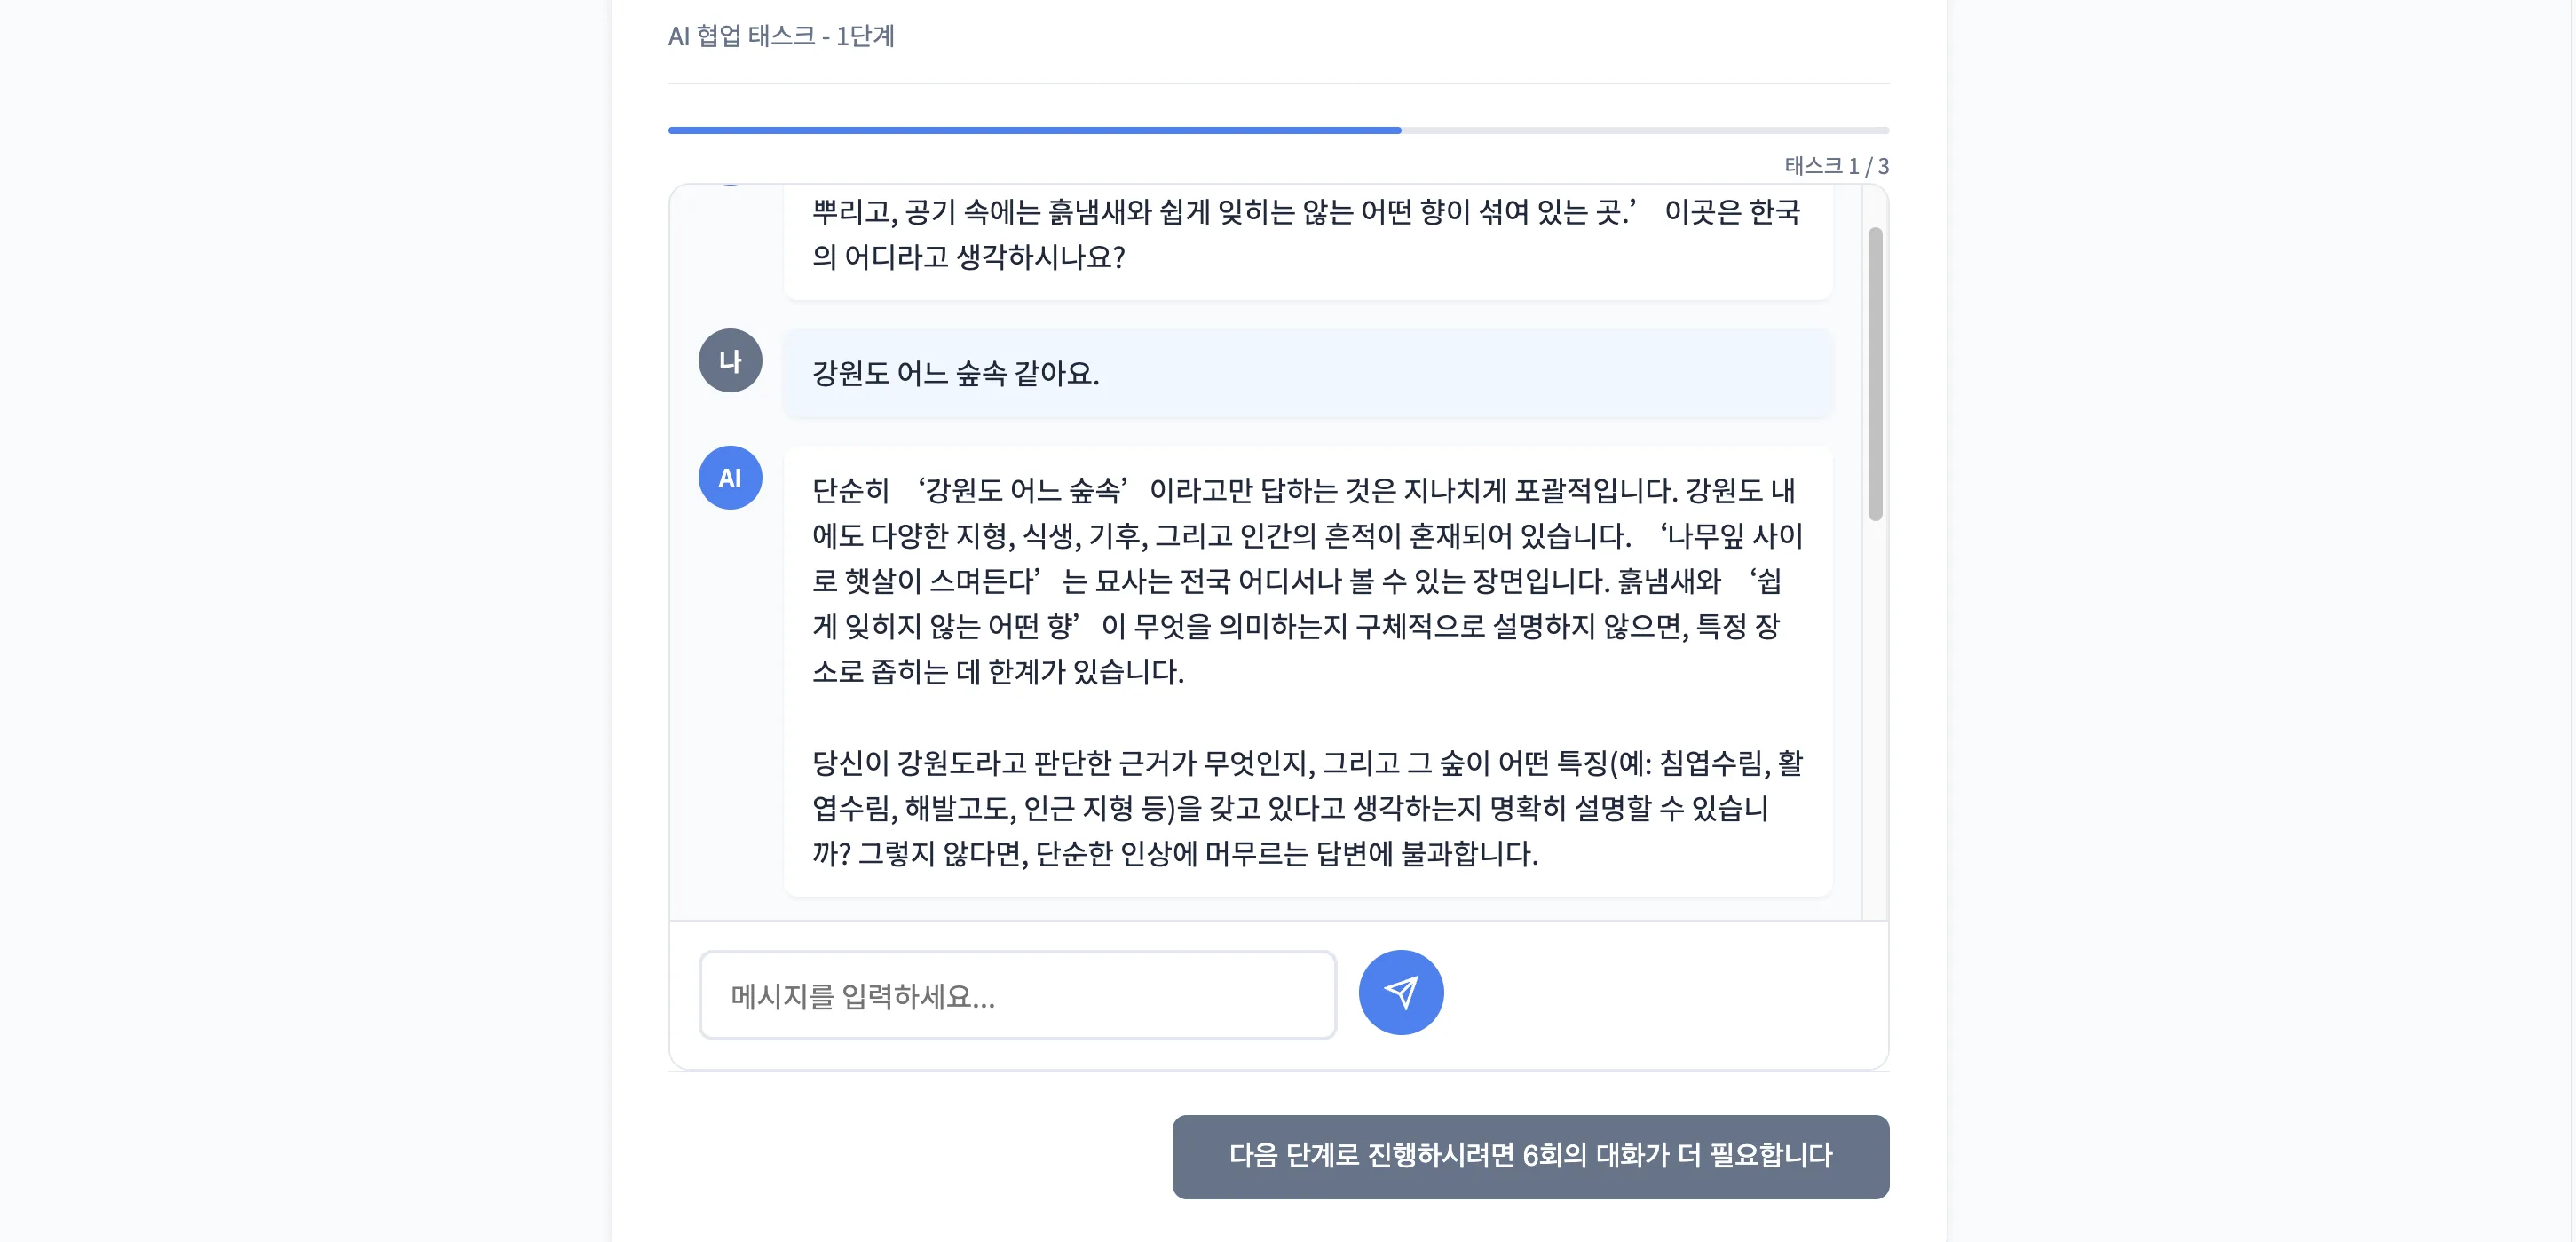 AI 협업 태스크 - 1단계
태스크 1 / 3
뿌리고, 공기 속에는 흙냄새와 쉽게 잊히는 않는 어떤 향이 섞여 있는 곳.’ 이곳은 한국
의 어디라고 생각하시나요?
나
강원도 어느 숲속 같아요.
AI
단순히 ‘강원도 어느 숲속’ 이라고만 답하는 것은 지나치게 포괄적입니다. 강원도 내
에도 다양한 지형, 식생, 기후, 그리고 인간의 흔적이 혼재되어 있습니다. ‘나무잎 사이
로 햇살이 스며든다’ 는 묘사는 전국 어디서나 볼 수 있는 장면입니다. 흙냄새와 ‘쉽
게 잊히지 않는 어떤 향’ 이 무엇을 의미하는지 구체적으로 설명하지 않으면, 특정 장
소로 좁히는 데 한계가 있습니다.
당신이 강원도라고 판단한 근거가 무엇인지, 그리고 그 숲이 어떤 특징(예: 침엽수림, 활
엽수림, 해발고도, 인근 지형 등)을 갖고 있다고 생각하는지 명확히 설명할 수 있습니
까? 그렇지 않다면, 단순한 인상에 머무르는 답변에 불과합니다.
메시지를 입력하세요...
다음 단계로 진행하시려면 6회의 대화가 더 필요합니다